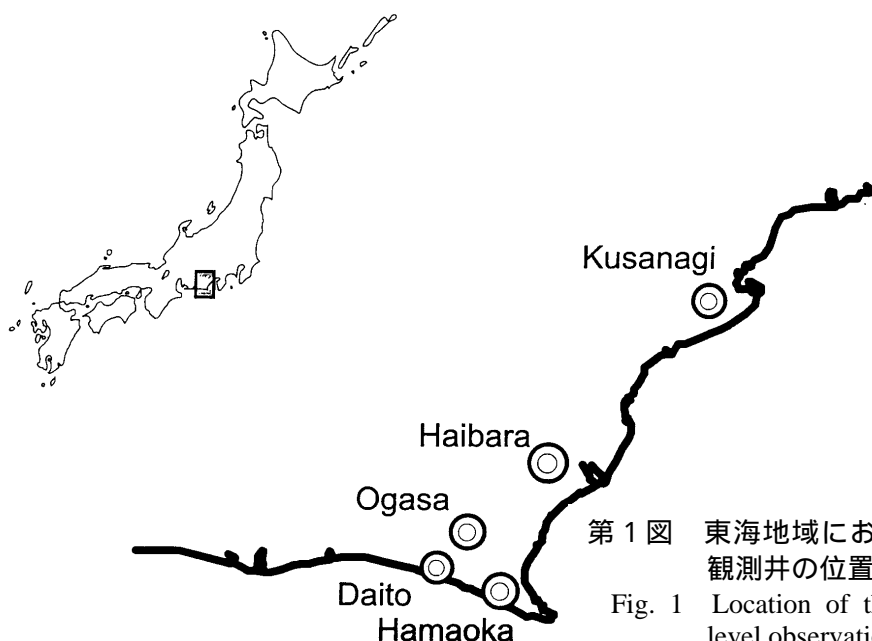 Kusanagi
Haibara
Ogasa
Daito
Hamaoka
第1図 東海地域にお
観測井の位置
Fig. 1 Location of t
level observati